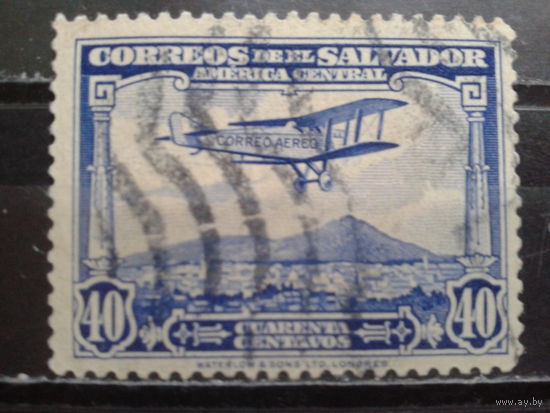 CORREOS DE EL SALVADOR
AMERICA CENTRAL
CORREO AEREO
40 40
CUARENTA
CENTAVOS
WATERLOW & SONS LTD. LONDRES
www.ay.by